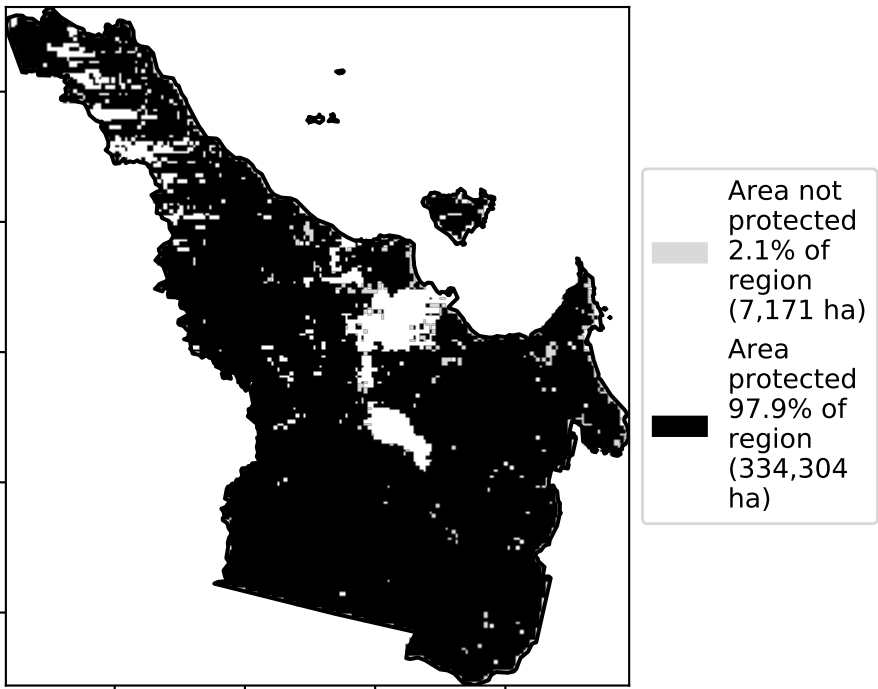 Area not
protected
2.1% of
region
(7,171 ha)
Area
protected
97.9% of
region
(334,304
ha)